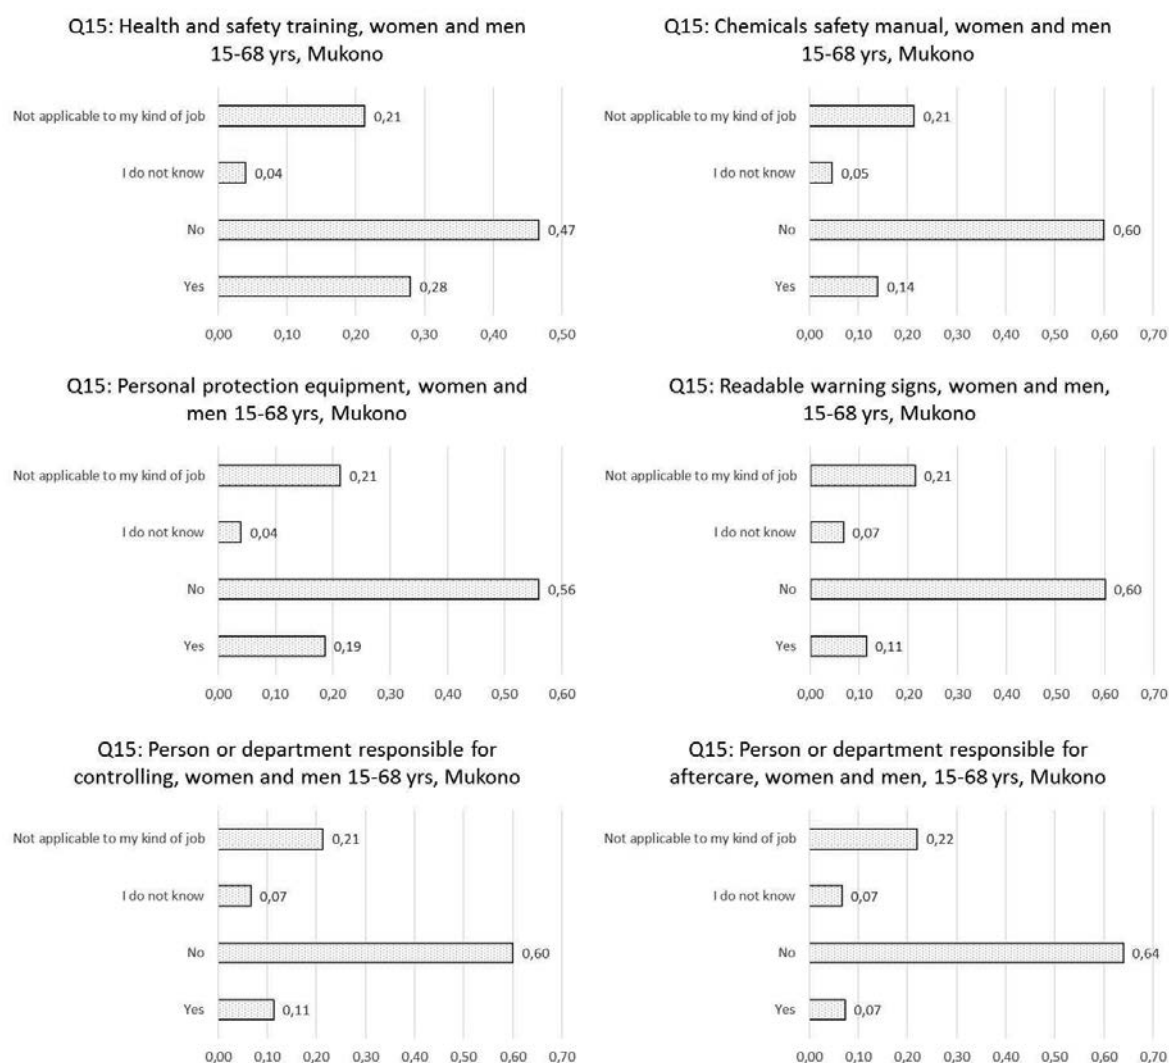 Q15: Health and safety training, women and men
15-68 yrs, Mukono
Not applicable to my kind of job
0,21
I do not know
0,04
No
0,47
Yes
0,28
0,00 0,10 0,20 0,30 0,40 0,50
Q15: Chemicals safety manual, women and men
15-68 yrs, Mukono
Not applicable to my kind of job
0,21
I do not know
0,05
No
0,60
Yes
0,14
0,00 0,10 0,20 0,30 0,40 0,50 0,60 0,70
Q15: Personal protection equipment, women and
men 15-68 yrs, Mukono
Not applicable to my kind of job
0,21
I do not know
0,04
No
0,56
Yes
0,19
0,00 0,10 0,20 0,30 0,40 0,50 0,60
Q15: Readable warning signs, women and men,
15-68 yrs, Mukono
Not applicable to my kind of job
0,21
I do not know
0,07
No
0,60
Yes
0,11
0,00 0,10 0,20 0,30 0,40 0,50 0,60 0,70
Q15: Person or department responsible for
controlling, women and men 15-68 yrs, Mukono
Not applicable to my kind of job
0,21
I do not know
0,07
No
0,60
Yes
0,11
0,00 0,10 0,20 0,30 0,40 0,50 0,60 0,70
Q15: Person or department responsible for
aftercare, women and men, 15-68 yrs, Mukono
Not applicable to my kind of job
0,22
I do not know
0,07
No
0,64
Yes
0,07
0,00 0,10 0,20 0,30 0,40 0,50 0,60 0,70